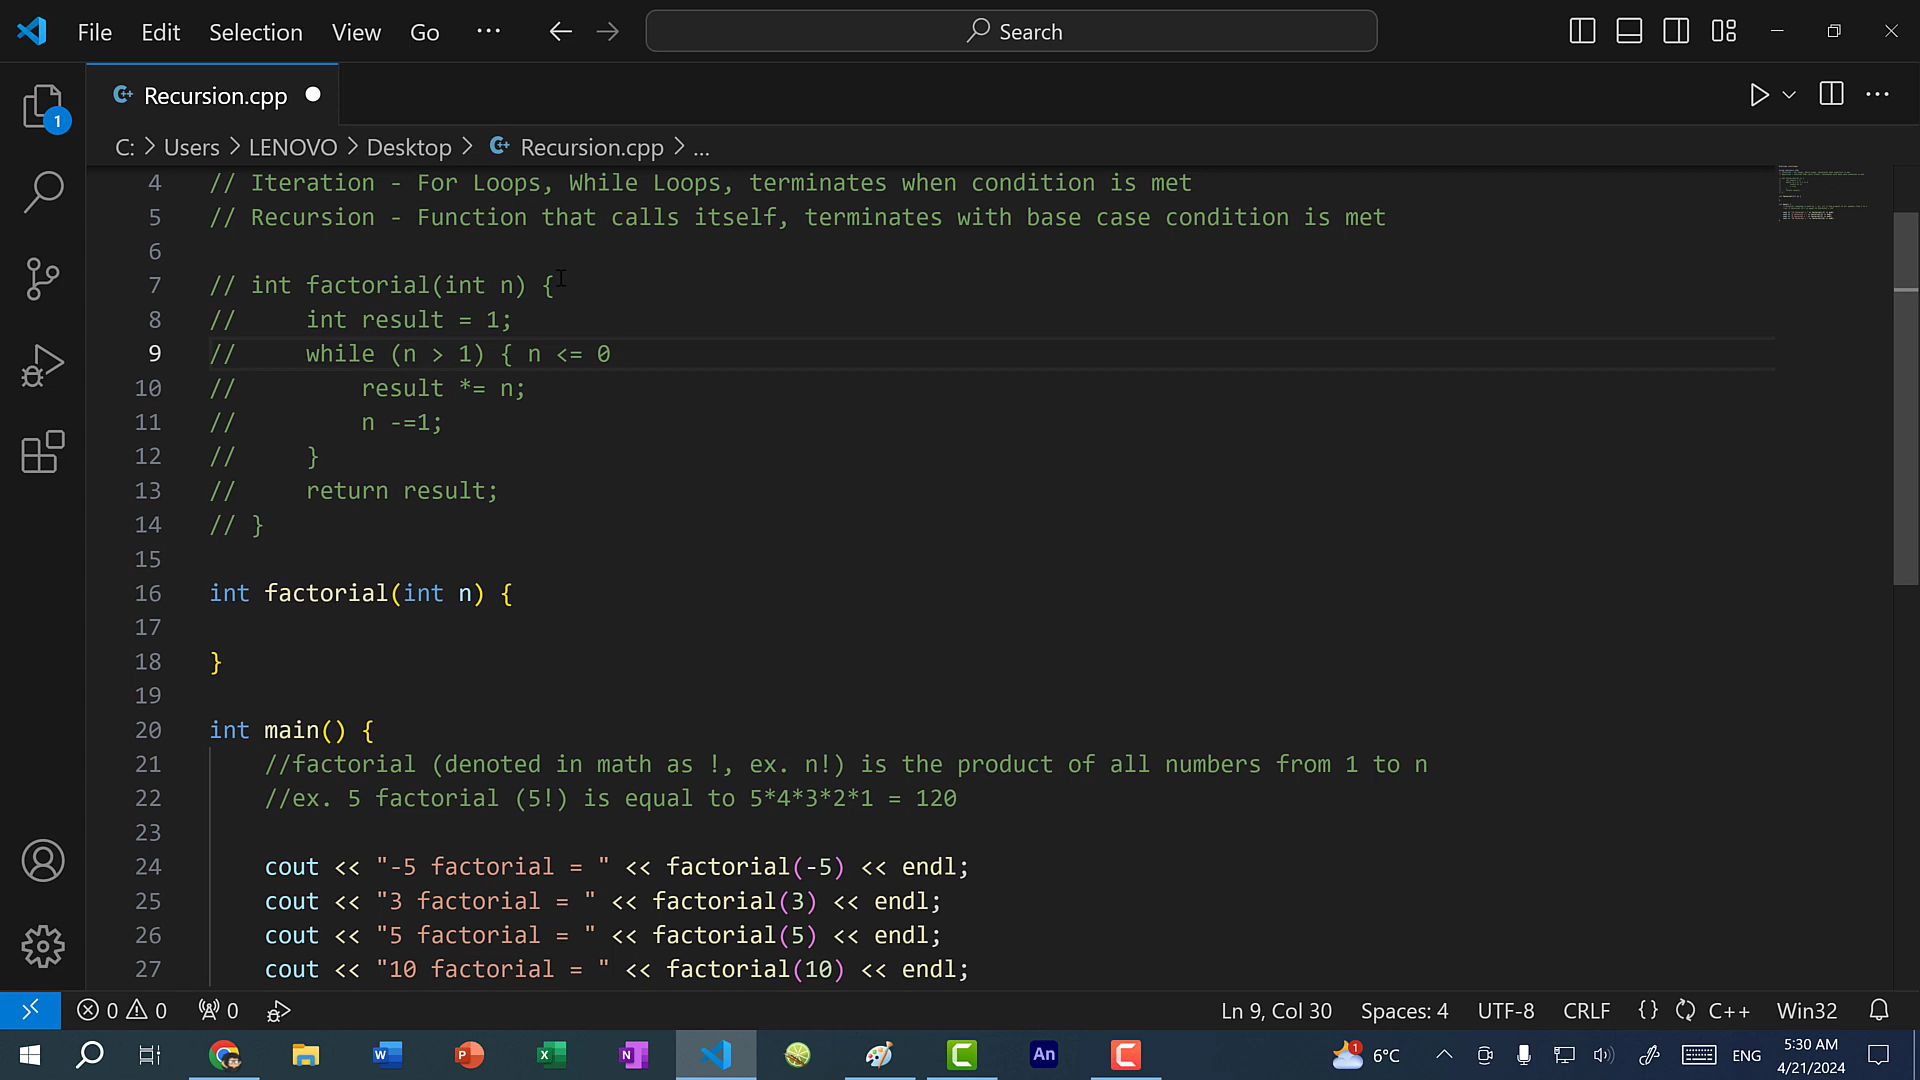 File Edit Selection View Go ··· Search
Recursion.cpp
C: > Users > LENOVO > Desktop > Recursion.cpp > ...
4 // Iteration - For Loops, While Loops, terminates when condition is met
5 // Recursion - Function that calls itself, terminates with base case condition is met
6
7 // int factorial(int n) {
8 //     int result = 1;
9 //     while (n > 1) { n <= 0
10 //         result *= n;
11 //         n -=1;
12 //     }
13 //     return result;
14 // }
15
16 int factorial(int n) {
17
18 }
19
20 int main() {
21     //factorial (denoted in math as !, ex. n!) is the product of all numbers from 1 to n
22     //ex. 5 factorial (5!) is equal to 5*4*3*2*1 = 120
23
24     cout << "-5 factorial = " << factorial(-5) << endl;
25     cout << "3 factorial = " << factorial(3) << endl;
26     cout << "5 factorial = " << factorial(5) << endl;
27     cout << "10 factorial = " << factorial(10) << endl;
1
0 0 0 Ln 9, Col 30 Spaces: 4 UTF-8 CRLF {} C++ Win32
W P X N An C 1 6°C ENG 5:30 AM
4/21/2024